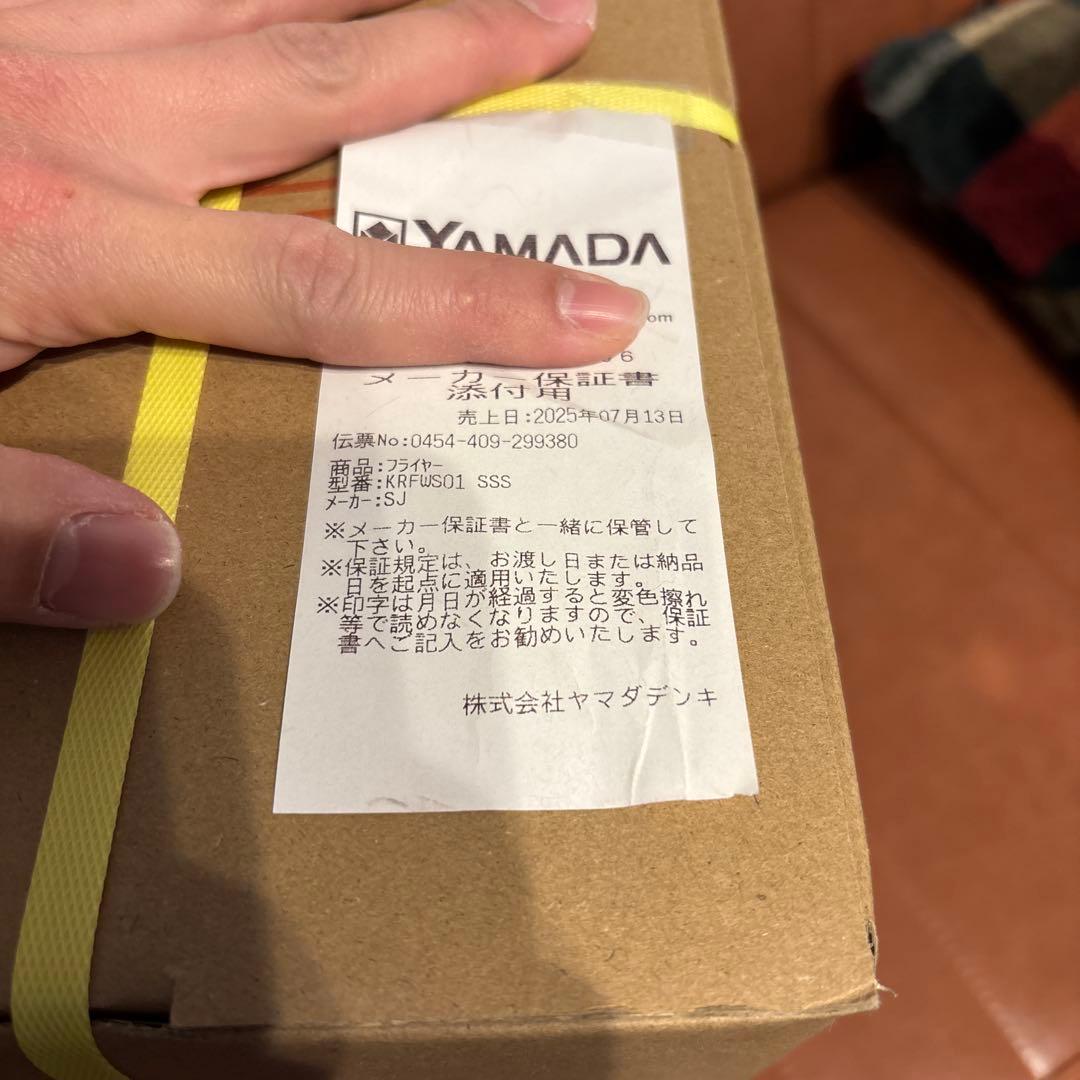 YAMADA
om
6
メーカー保証書
添付用
売上日:2025年07月13日
伝票No:0454-409-299380
商品:フライヤー
型番:KRFWS01 SSS
メーカー:SJ
※メーカー保証書と一緒に保管して
下さい。
※保証規定は、お渡し日または納品
日を起点に適用いたします。
※印字は月日が経過すると変色擦れ
等で読めなくなりますので、保証
書へご記入をお勧めいたします。
株式会社ヤマダデンキ